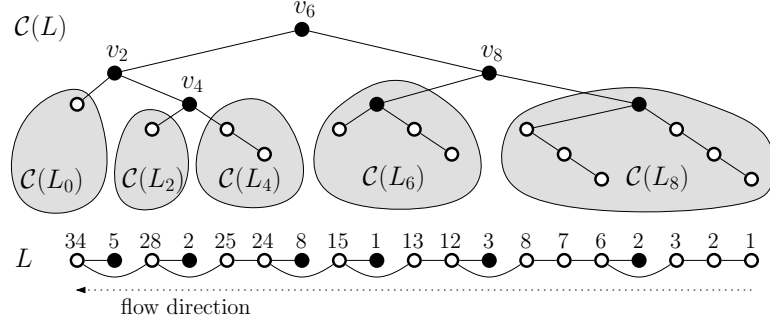 C(L)
v₆
v₂
v₈
v₄
C(L₀)
C(L₂)
C(L₄)
C(L₆)
C(L₈)
34 5 28 2 25 24 8 15 1 13 12 3 8 7 6 2 3 2 1
L
flow direction